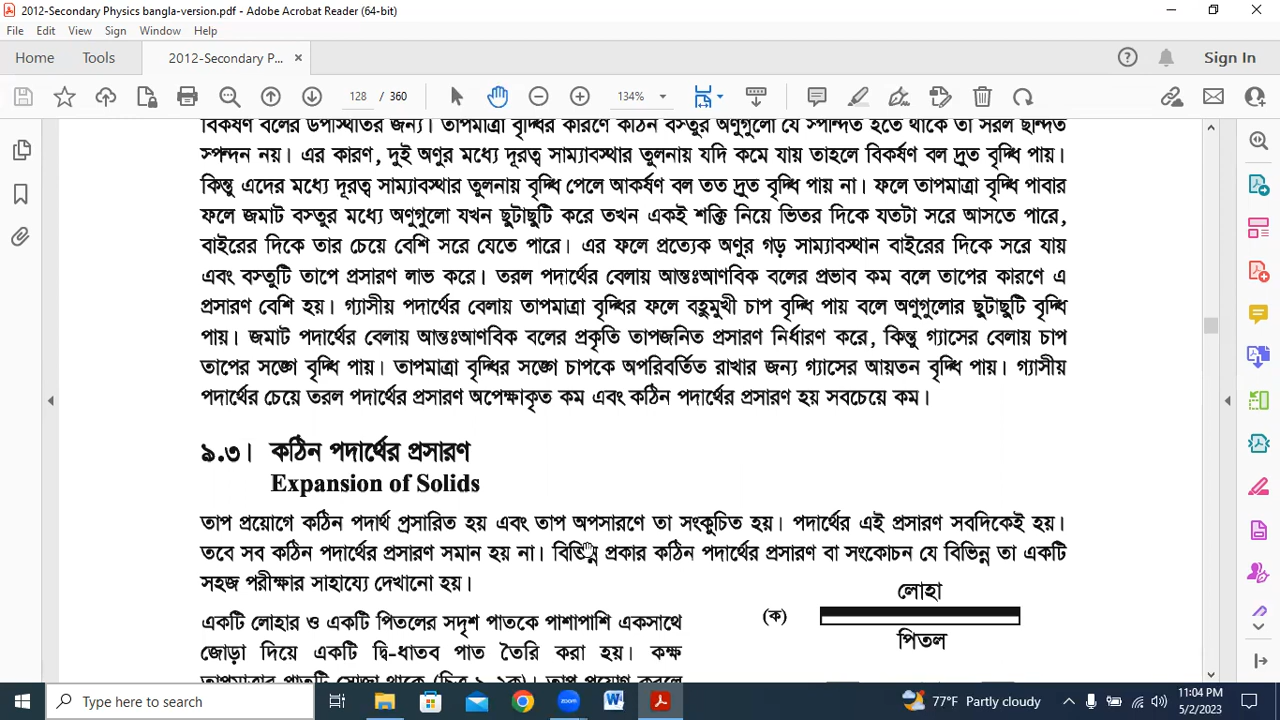 2012-Secondary Physics bangla-version.pdf - Adobe Acrobat Reader (64-bit)
File Edit View Sign Window Help
Home Tools 2012-Secondary P... × Sign In
128 / 360 134%
বিকর্ষণ বলের উপস্থিতির জন্য। তাপমাত্রা বৃদ্ধির কারণে কঠিন বস্তুর অণুগুলো যে স্পন্দিত হতে থাকে তা সরল ছন্দিত
স্পন্দন নয়। এর কারণ, দুই অণুর মধ্যে দূরত্ব সাম্যাবস্থার তুলনায় যদি কমে যায় তাহলে বিকর্ষণ বল দ্রুত বৃদ্ধি পায়।
কিন্তু এদের মধ্যে দূরত্ব সাম্যাবস্থার তুলনায় বৃদ্ধি পেলে আকর্ষণ বল তত দ্রুত বৃদ্ধি পায় না। ফলে তাপমাত্রা বৃদ্ধি পাবার
ফলে জমাট বস্তুর মধ্যে অণুগুলো যখন ছুটাছুটি করে তখন একই শক্তি নিয়ে ভিতর দিকে যতটা সরে আসতে পারে,
বাইরের দিকে তার চেয়ে বেশি সরে যেতে পারে। এর ফলে প্রত্যেক অণুর গড় সাম্যাবস্থান বাইরের দিকে সরে যায়
এবং বস্তুটি তাপে প্রসারণ লাভ করে। তরল পদার্থের বেলায় আন্তঃআণবিক বলের প্রভাব কম বলে তাপের কারণে এ
প্রসারণ বেশি হয়। গ্যাসীয় পদার্থের বেলায় তাপমাত্রা বৃদ্ধির ফলে বহুমুখী চাপ বৃদ্ধি পায় বলে অণুগুলোর ছুটাছুটি বৃদ্ধি
পায়। জমাট পদার্থের বেলায় আন্তঃআণবিক বলের প্রকৃতি তাপজনিত প্রসারণ নির্ধারণ করে, কিন্তু গ্যাসের বেলায় চাপ
তাপের সঙ্গে বৃদ্ধি পায়। তাপমাত্রা বৃদ্ধির সঙ্গে চাপকে অপরিবর্তিত রাখার জন্য গ্যাসের আয়তন বৃদ্ধি পায়। গ্যাসীয়
পদার্থের চেয়ে তরল পদার্থের প্রসারণ অপেক্ষাকৃত কম এবং কঠিন পদার্থের প্রসারণ হয় সবচেয়ে কম।
৯.৩। কঠিন পদার্থের প্রসারণ
Expansion of Solids
তাপ প্রয়োগে কঠিন পদার্থ প্রসারিত হয় এবং তাপ অপসারণে তা সংকুচিত হয়। পদার্থের এই প্রসারণ সবদিকেই হয়।
তবে সব কঠিন পদার্থের প্রসারণ সমান হয় না। বিভিন্ন প্রকার কঠিন পদার্থের প্রসারণ বা সংকোচন যে বিভিন্ন তা একটি
সহজ পরীক্ষার সাহায্যে দেখানো হয়।
লোহা
একটি লোহার ও একটি পিতলের সদৃশ পাতকে পাশাপাশি একসাথে
(ক)
জোড়া দিয়ে একটি দ্বি-ধাতব পাত তৈরি করা হয়। কক্ষ
পিতল
তাপমাত্রার পাতটি সোজা থাকে (চিত্র ৯.২ক)। তাপ প্রয়োগ করলে
Type here to search 77°F Partly cloudy 11:04 PM
5/2/2023